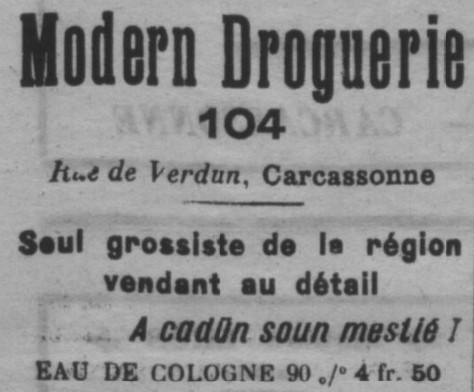 Modern Droguerie
104
Rue de Verdun, Carcassonne
Seul grossiste de la région
vendant au détail
A cadün soun mestié !
EAU DE COLOGNE 90 ./° 4 fr. 50